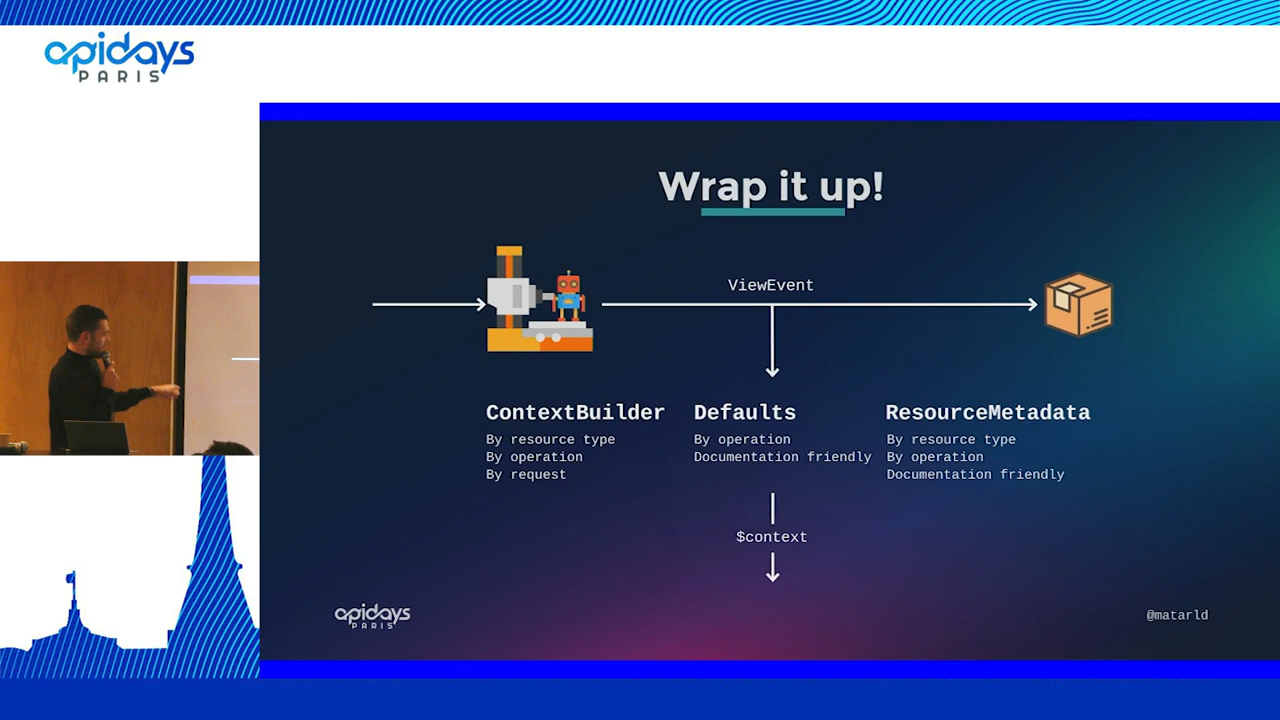 apidays
PARIS
Wrap it up!
ViewEvent
ContextBuilder
By resource type
By operation
By request
Defaults
By operation
Documentation friendly
ResourceMetadata
By resource type
By operation
Documentation friendly
$context
apidays
PARIS
@matarld